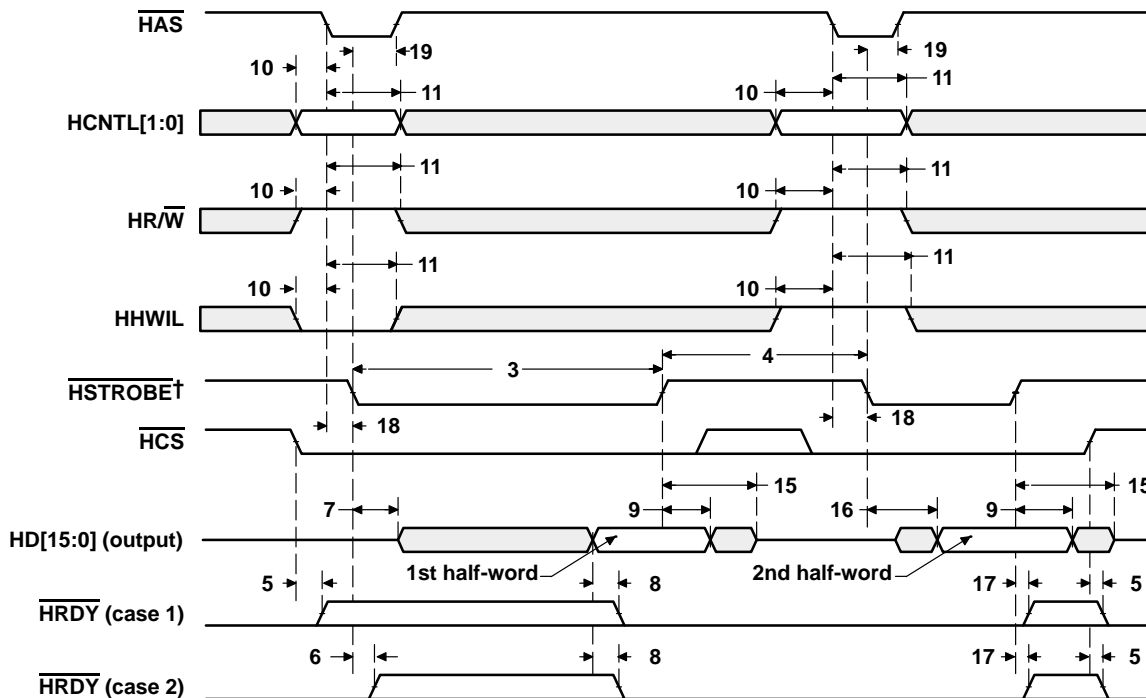 HAS
19 19
10 11 10 11
HCNTL[1:0]
11 11
10 10
HR/W
11 11
10 10
HHWIL
3 4
HSTROBE†
18 18
HCS
15 15
7 9 16 9
HD[15:0] (output)
1st half-word 2nd half-word
5 8 17 5
HRDY (case 1)
6 8 17 5
HRDY (case 2)